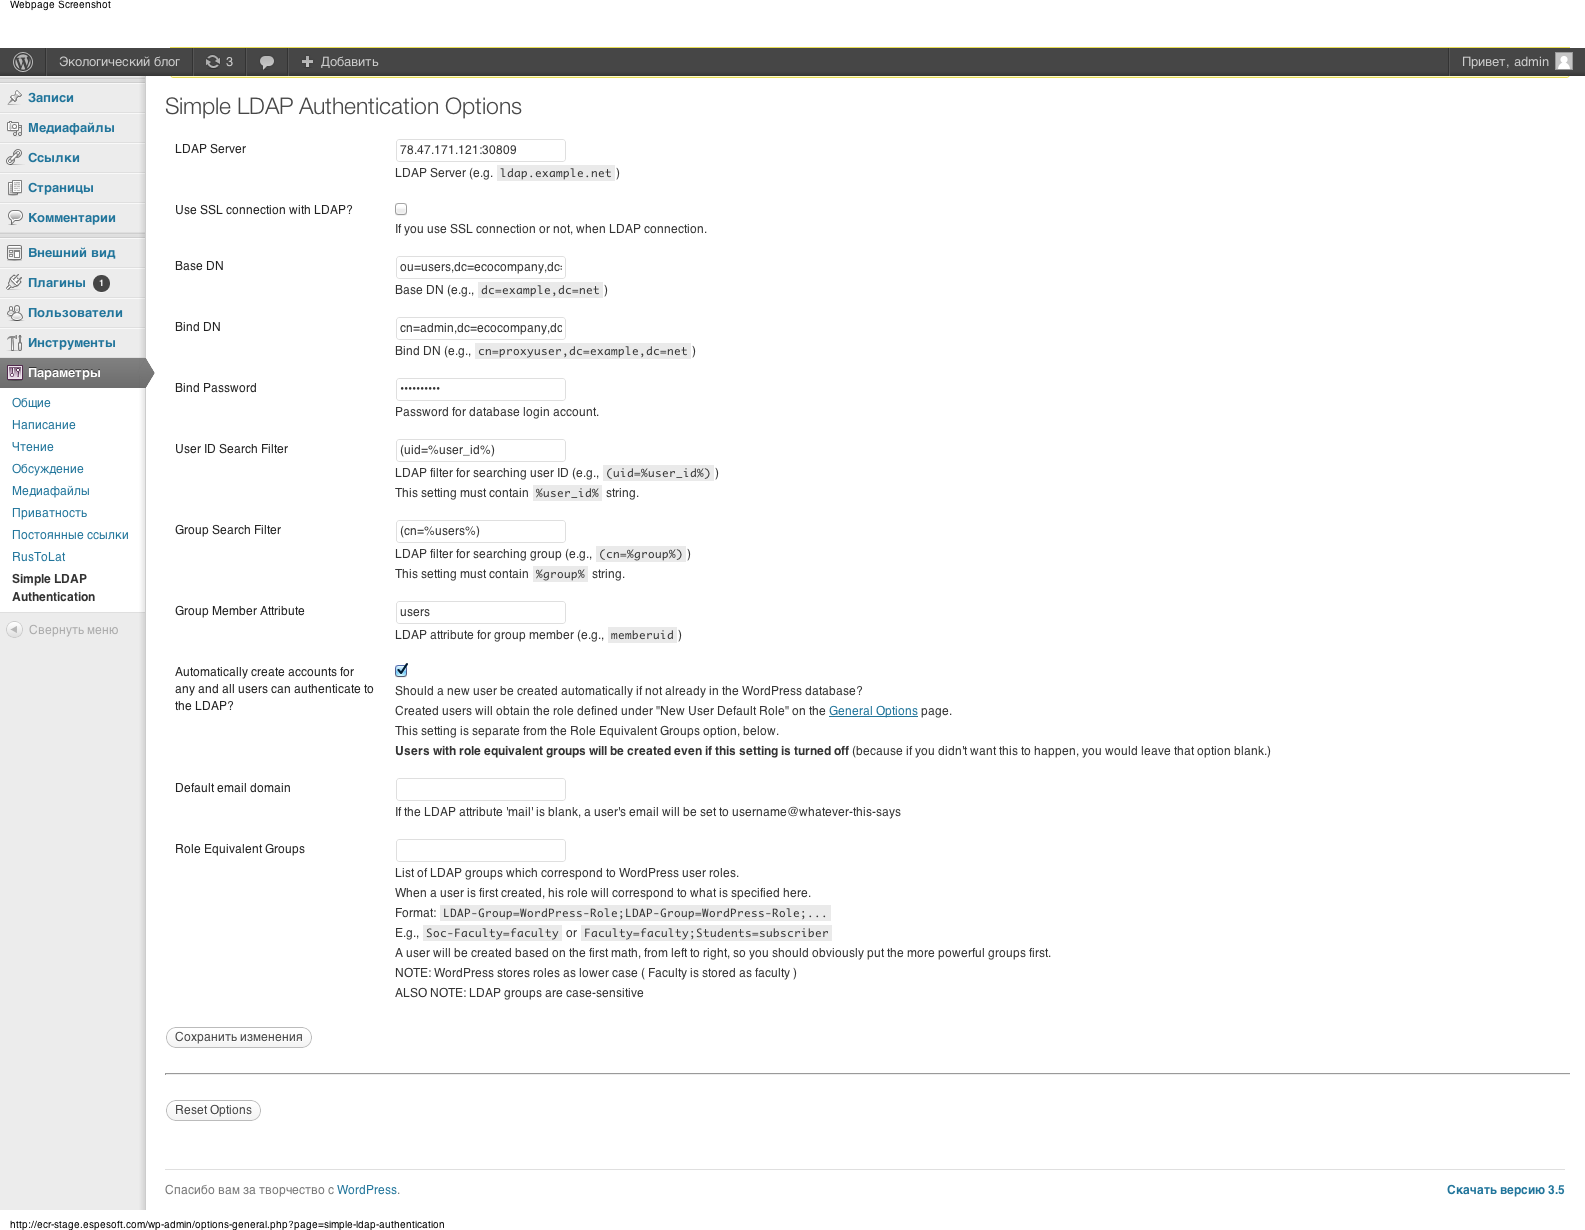 Webpage Screenshot
Экологический блог 3 Добавить Привет, admin
Записи
Медиафайлы
Ссылки
Страницы
Комментарии
Внешний вид
Плагины 1
Пользователи
Инструменты
Параметры
Общие
Написание
Чтение
Обсуждение
Медиафайлы
Приватность
Постоянные ссылки
RusToLat
Simple LDAP
Authentication
Свернуть меню
Simple LDAP Authentication Options
LDAP Server 78.47.171.121:30809
LDAP Server (e.g. ldap.example.net )
Use SSL connection with LDAP?
If you use SSL connection or not, when LDAP connection.
Base DN ou=users,dc=ecocompany,dc=
Base DN (e.g., dc=example,dc=net )
Bind DN cn=admin,dc=ecocompany,dc
Bind DN (e.g., cn=proxyuser,dc=example,dc=net )
Bind Password ••••••••••
Password for database login account.
User ID Search Filter (uid=%user_id%)
LDAP filter for searching user ID (e.g., (uid=%user_id%) )
This setting must contain %user_id% string.
Group Search Filter (cn=%users%)
LDAP filter for searching group (e.g., (cn=%group%) )
This setting must contain %group% string.
Group Member Attribute users
LDAP attribute for group member (e.g., memberuid )
Automatically create accounts for
any and all users can authenticate to
the LDAP?
Should a new user be created automatically if not already in the WordPress database?
Created users will obtain the role defined under "New User Default Role" on the General Options page.
This setting is separate from the Role Equivalent Groups option, below.
Users with role equivalent groups will be created even if this setting is turned off (because if you didn't want this to happen, you would leave that option blank.)
Default email domain
If the LDAP attribute 'mail' is blank, a user's email will be set to username@whatever-this-says
Role Equivalent Groups
List of LDAP groups which correspond to WordPress user roles.
When a user is first created, his role will correspond to what is specified here.
Format: LDAP-Group=WordPress-Role;LDAP-Group=WordPress-Role;...
E.g., Soc-Faculty=faculty or Faculty=faculty;Students=subscriber
A user will be created based on the first math, from left to right, so you should obviously put the more powerful groups first.
NOTE: WordPress stores roles as lower case ( Faculty is stored as faculty )
ALSO NOTE: LDAP groups are case-sensitive
Сохранить изменения
Reset Options
Спасибо вам за творчество с WordPress. Скачать версию 3.5
http://ecr-stage.espesoft.com/wp-admin/options-general.php?page=simple-ldap-authentication